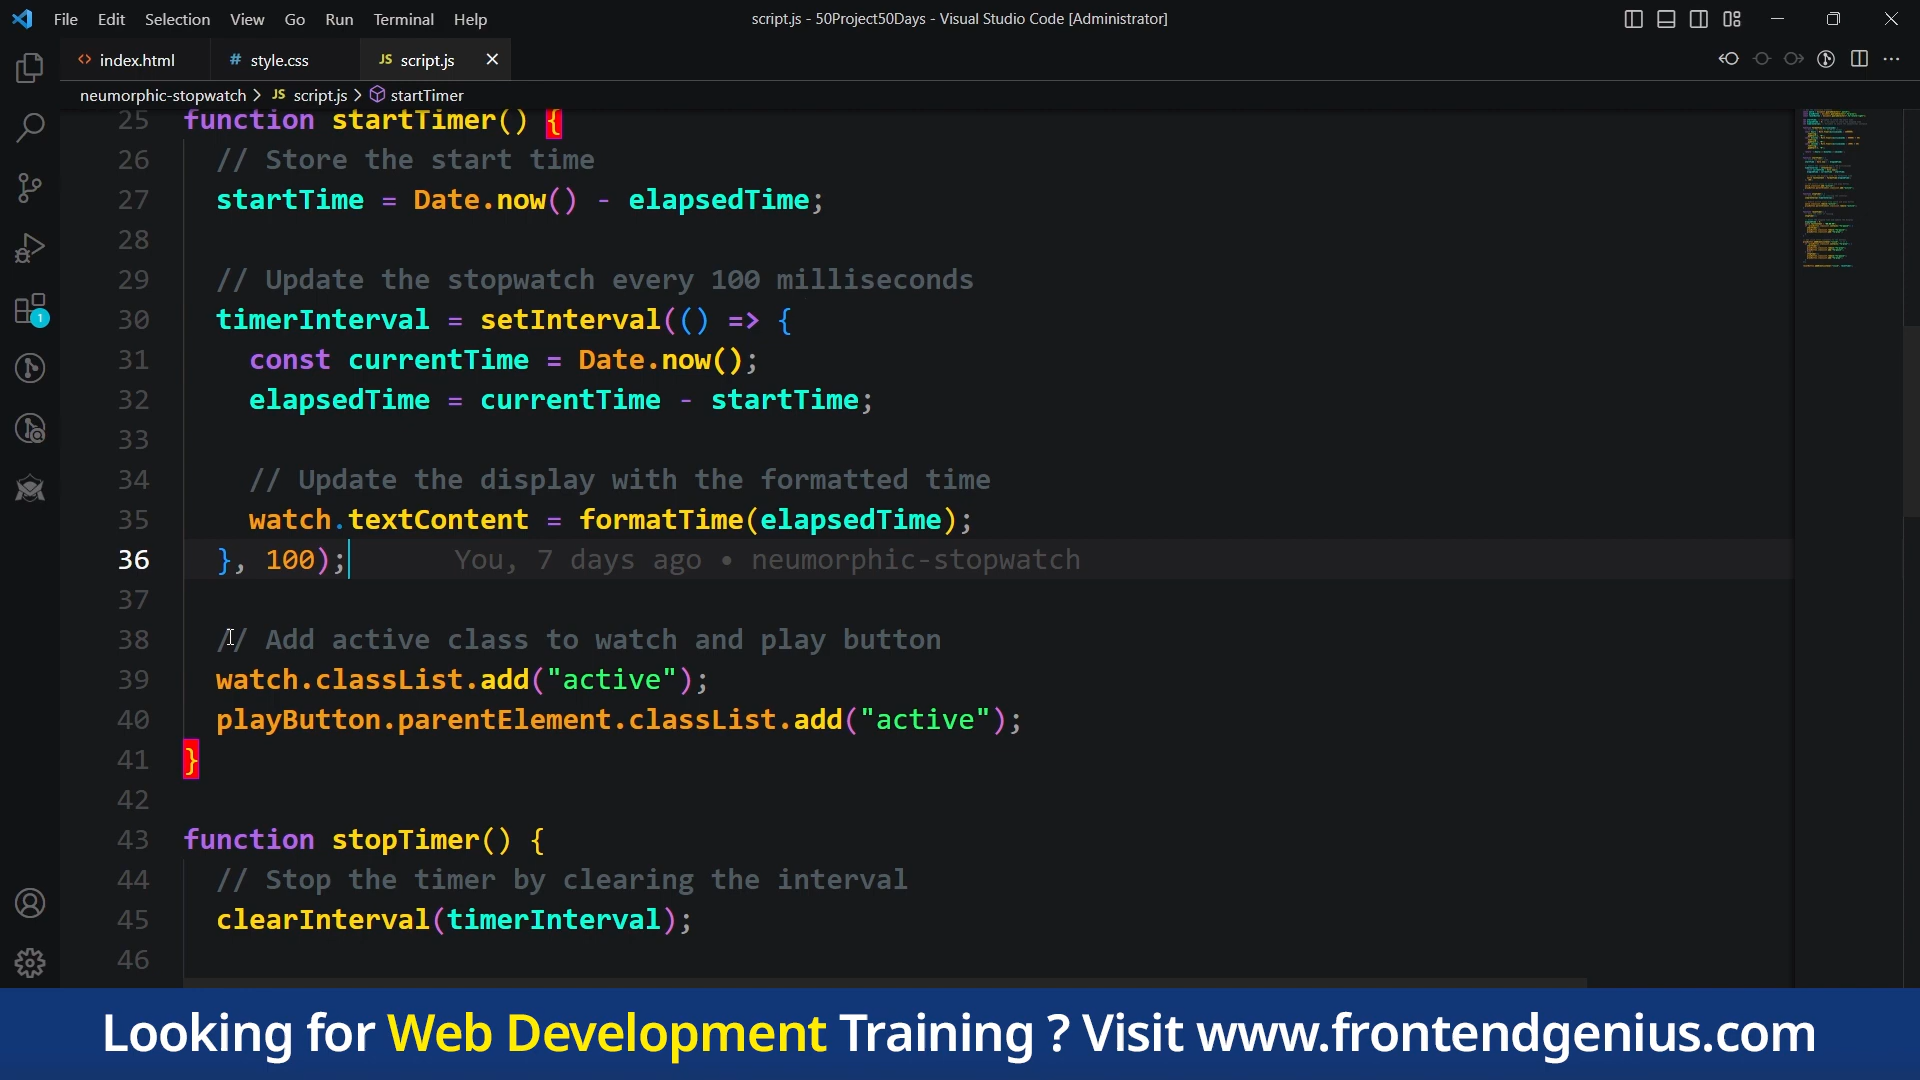 File Edit Selection View Go Run Terminal Help
script.js - 50Project50Days - Visual Studio Code [Administrator]
<> index.html
# style.css
JS script.js
neumorphic-stopwatch > JS script.js > startTimer
25 function startTimer() {
26 // Store the start time
27 startTime = Date.now() - elapsedTime;
28
29 // Update the stopwatch every 100 milliseconds
30 timerInterval = setInterval(() => {
31 const currentTime = Date.now();
32 elapsedTime = currentTime - startTime;
33
34 // Update the display with the formatted time
35 watch.textContent = formatTime(elapsedTime);
36 }, 100); You, 7 days ago • neumorphic-stopwatch
37
38 // Add active class to watch and play button
39 watch.classList.add("active");
40 playButton.parentElement.classList.add("active");
41 }
42
43 function stopTimer() {
44 // Stop the timer by clearing the interval
45 clearInterval(timerInterval);
46
1
Looking for Web Development Training ? Visit www.frontendgenius.com